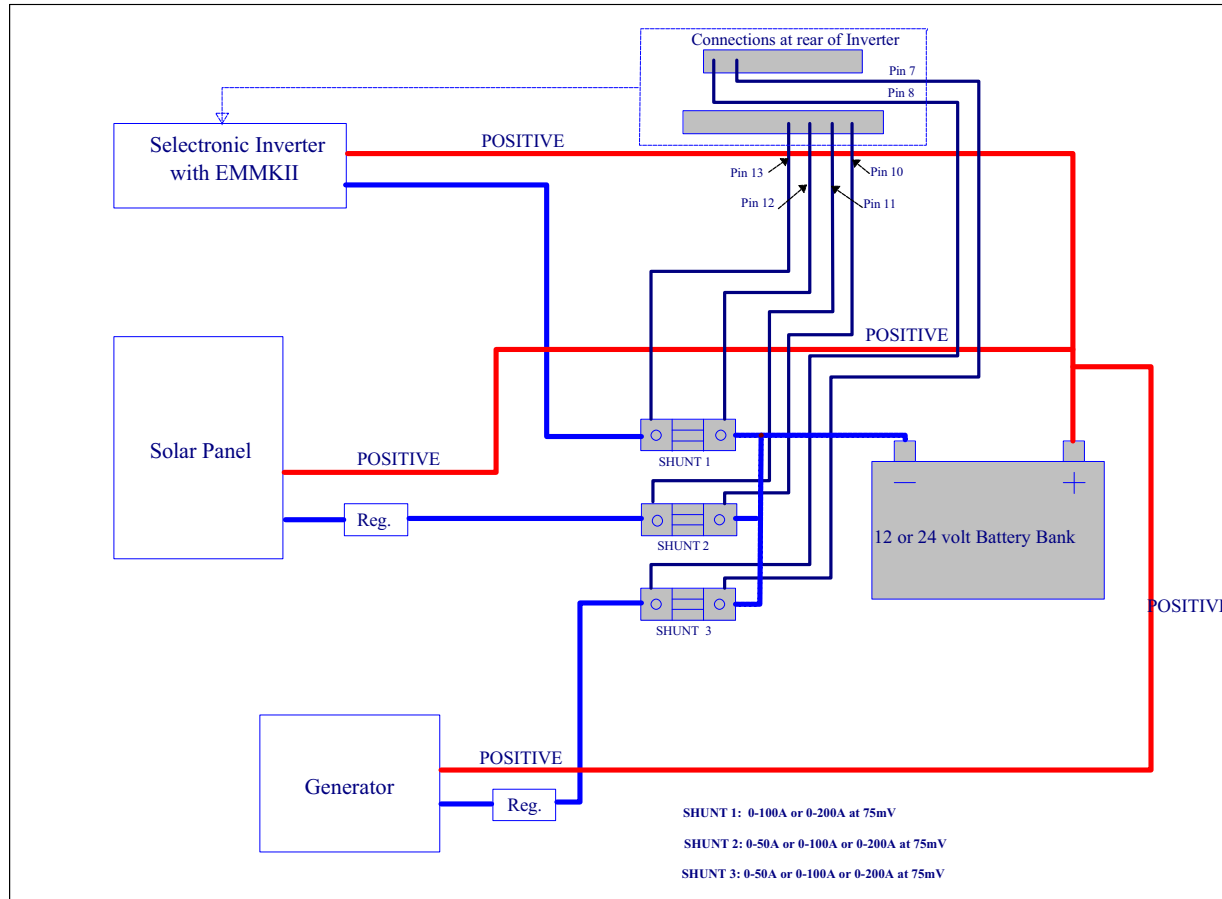 Connections at rear of Inverter
Pin 7
Pin 8
Selectronic Inverter
with EMMKII
POSITIVE
Pin 13
Pin 10
Pin 12
Pin 11
POSITIVE
Solar Panel
POSITIVE
SHUNT 1
Reg.
SHUNT 2
12 or 24 volt Battery Bank
SHUNT 3
POSITIVE
POSITIVE
Generator
Reg.
SHUNT 1: 0-100A or 0-200A at 75mV
SHUNT 2: 0-50A or 0-100A or 0-200A at 75mV
SHUNT 3: 0-50A or 0-100A or 0-200A at 75mV